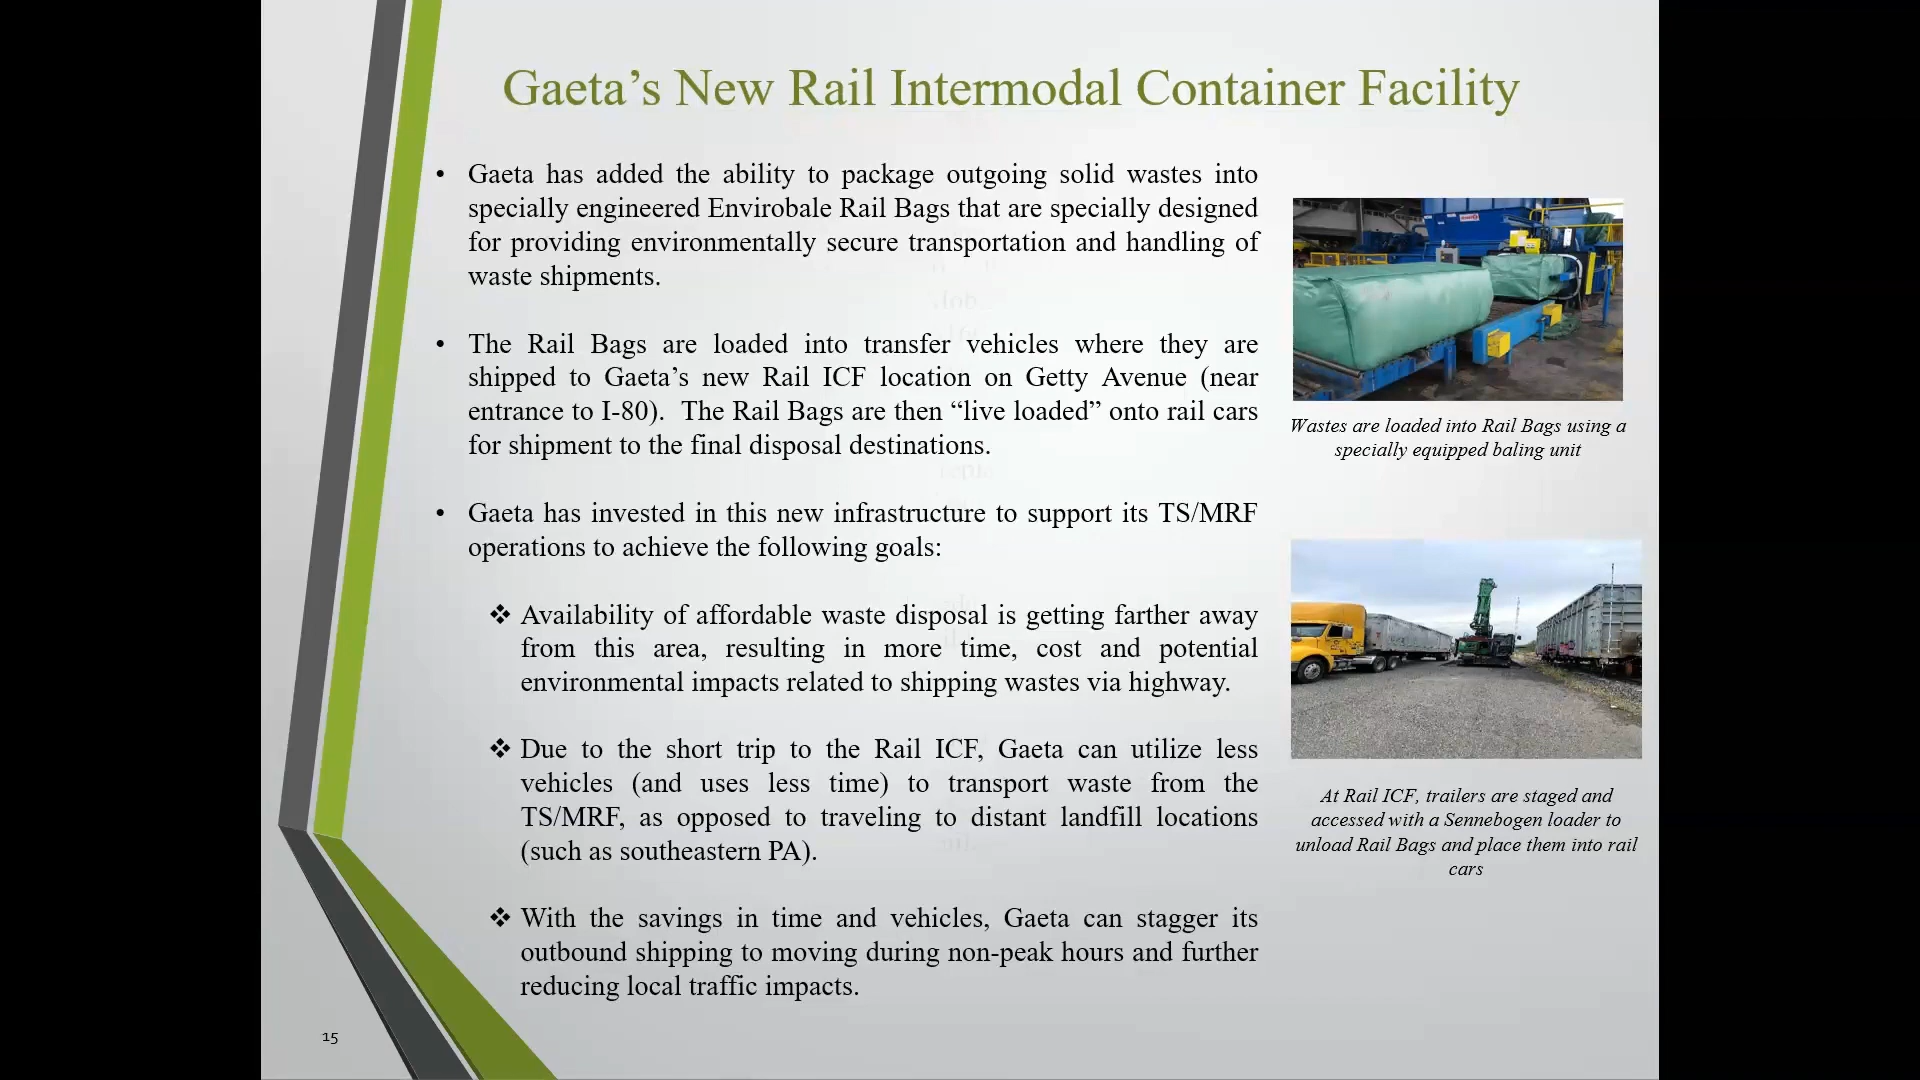 Gaeta’s New Rail Intermodal Container Facility
• Gaeta has added the ability to package outgoing solid wastes into
specially engineered Envirobale Rail Bags that are specially designed
for providing environmentally secure transportation and handling of
waste shipments.
• The Rail Bags are loaded into transfer vehicles where they are
shipped to Gaeta’s new Rail ICF location on Getty Avenue (near
entrance to I-80). The Rail Bags are then “live loaded” onto rail cars
for shipment to the final disposal destinations.
• Gaeta has invested in this new infrastructure to support its TS/MRF
operations to achieve the following goals:
❖ Availability of affordable waste disposal is getting farther away
from this area, resulting in more time, cost and potential
environmental impacts related to shipping wastes via highway.
❖ Due to the short trip to the Rail ICF, Gaeta can utilize less
vehicles (and uses less time) to transport waste from the
TS/MRF, as opposed to traveling to distant landfill locations
(such as southeastern PA).
❖ With the savings in time and vehicles, Gaeta can stagger its
outbound shipping to moving during non-peak hours and further
reducing local traffic impacts.
Wastes are loaded into Rail Bags using a
specially equipped baling unit
At Rail ICF, trailers are staged and
accessed with a Sennebogen loader to
unload Rail Bags and place them into rail
cars
15